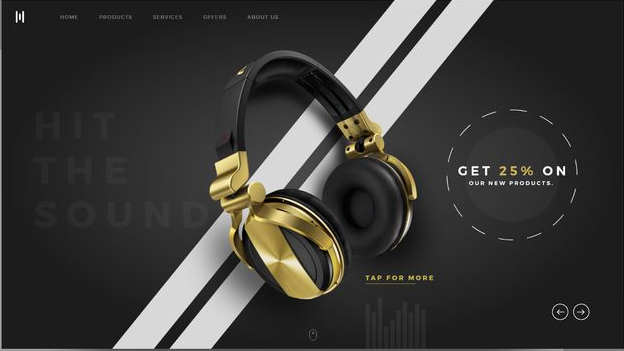 HOME PRODUCTS SERVICES OFFERS ABOUT US
HIT
THE
SOUND
GET 25% ON
OUR NEW PRODUCTS.
TAP FOR MORE